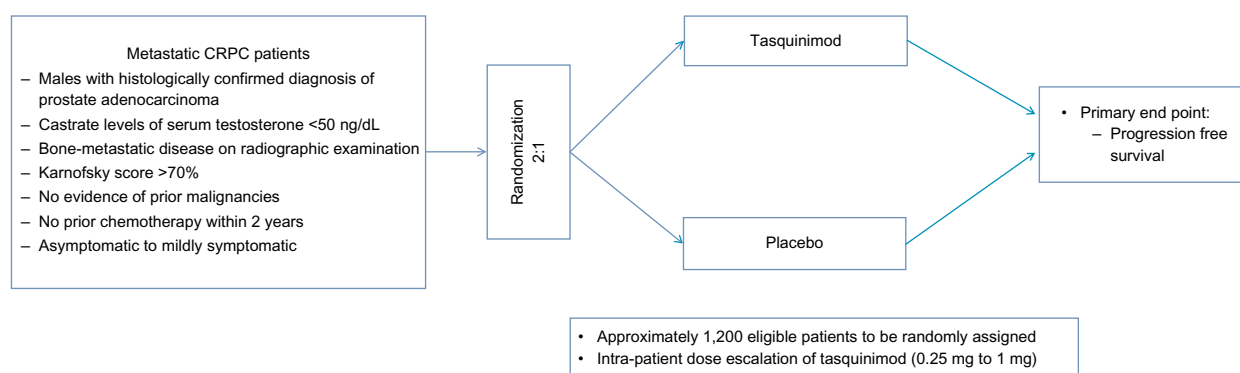 Metastatic CRPC patients
– Males with histologically confirmed diagnosis of
prostate adenocarcinoma
– Castrate levels of serum testosterone <50 ng/dL
– Bone-metastatic disease on radiographic examination
– Karnofsky score >70%
– No evidence of prior malignancies
– No prior chemotherapy within 2 years
– Asymptomatic to mildly symptomatic
Randomization
2:1
Tasquinimod
Placebo
• Primary end point:
– Progression free
survival
• Approximately 1,200 eligible patients to be randomly assigned
• Intra-patient dose escalation of tasquinimod (0.25 mg to 1 mg)